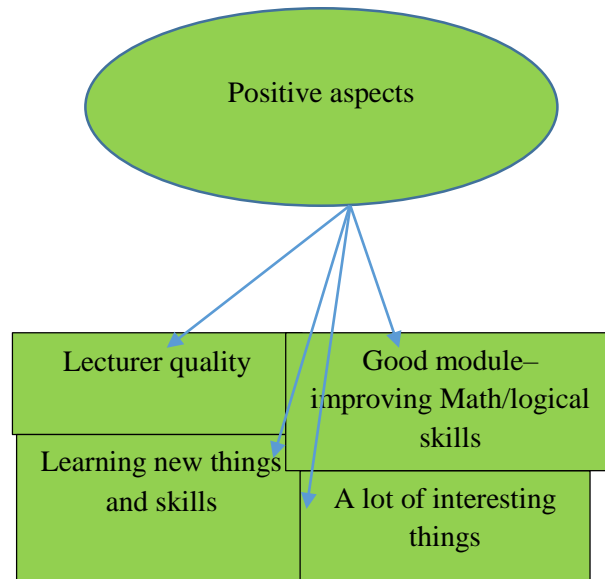 Positive aspects
Lecturer quality
Good module–
improving Math/logical
skills
Learning new things
and skills
A lot of interesting
things